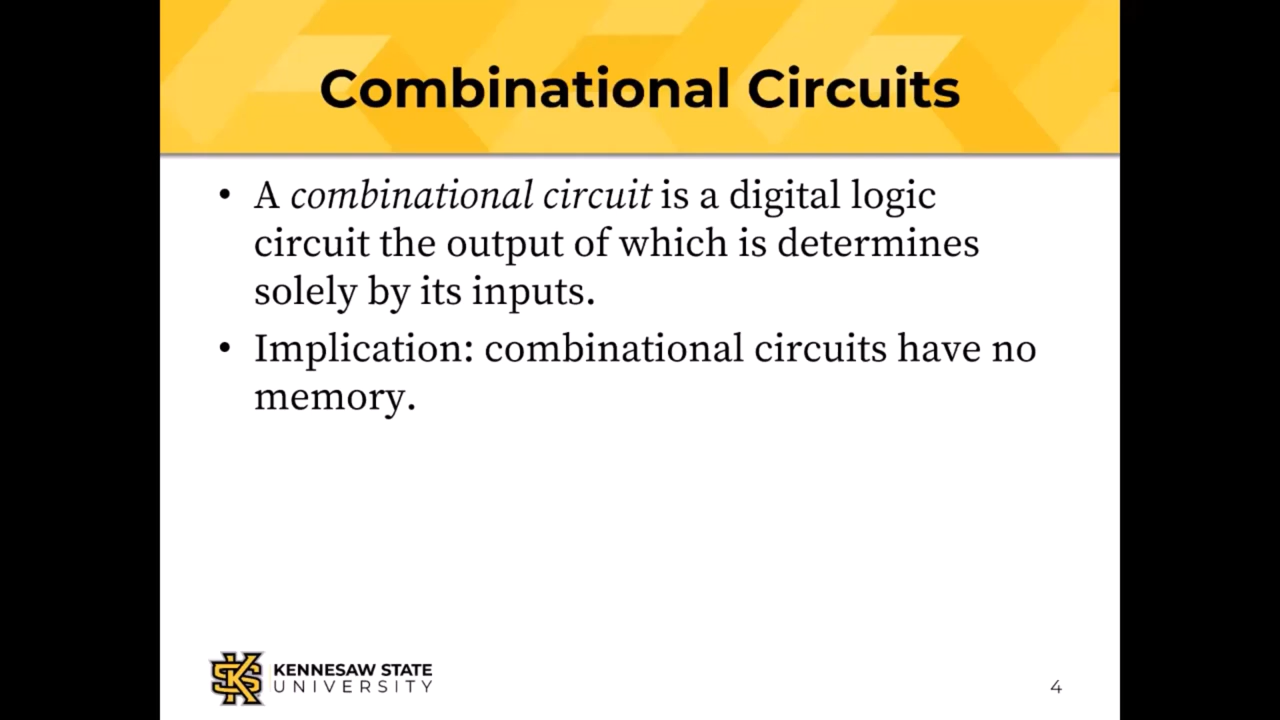 Combinational Circuits
• A combinational circuit is a digital logic
circuit the output of which is determines
solely by its inputs.
• Implication: combinational circuits have no
memory.
KENNESAW STATE
UNIVERSITY
4